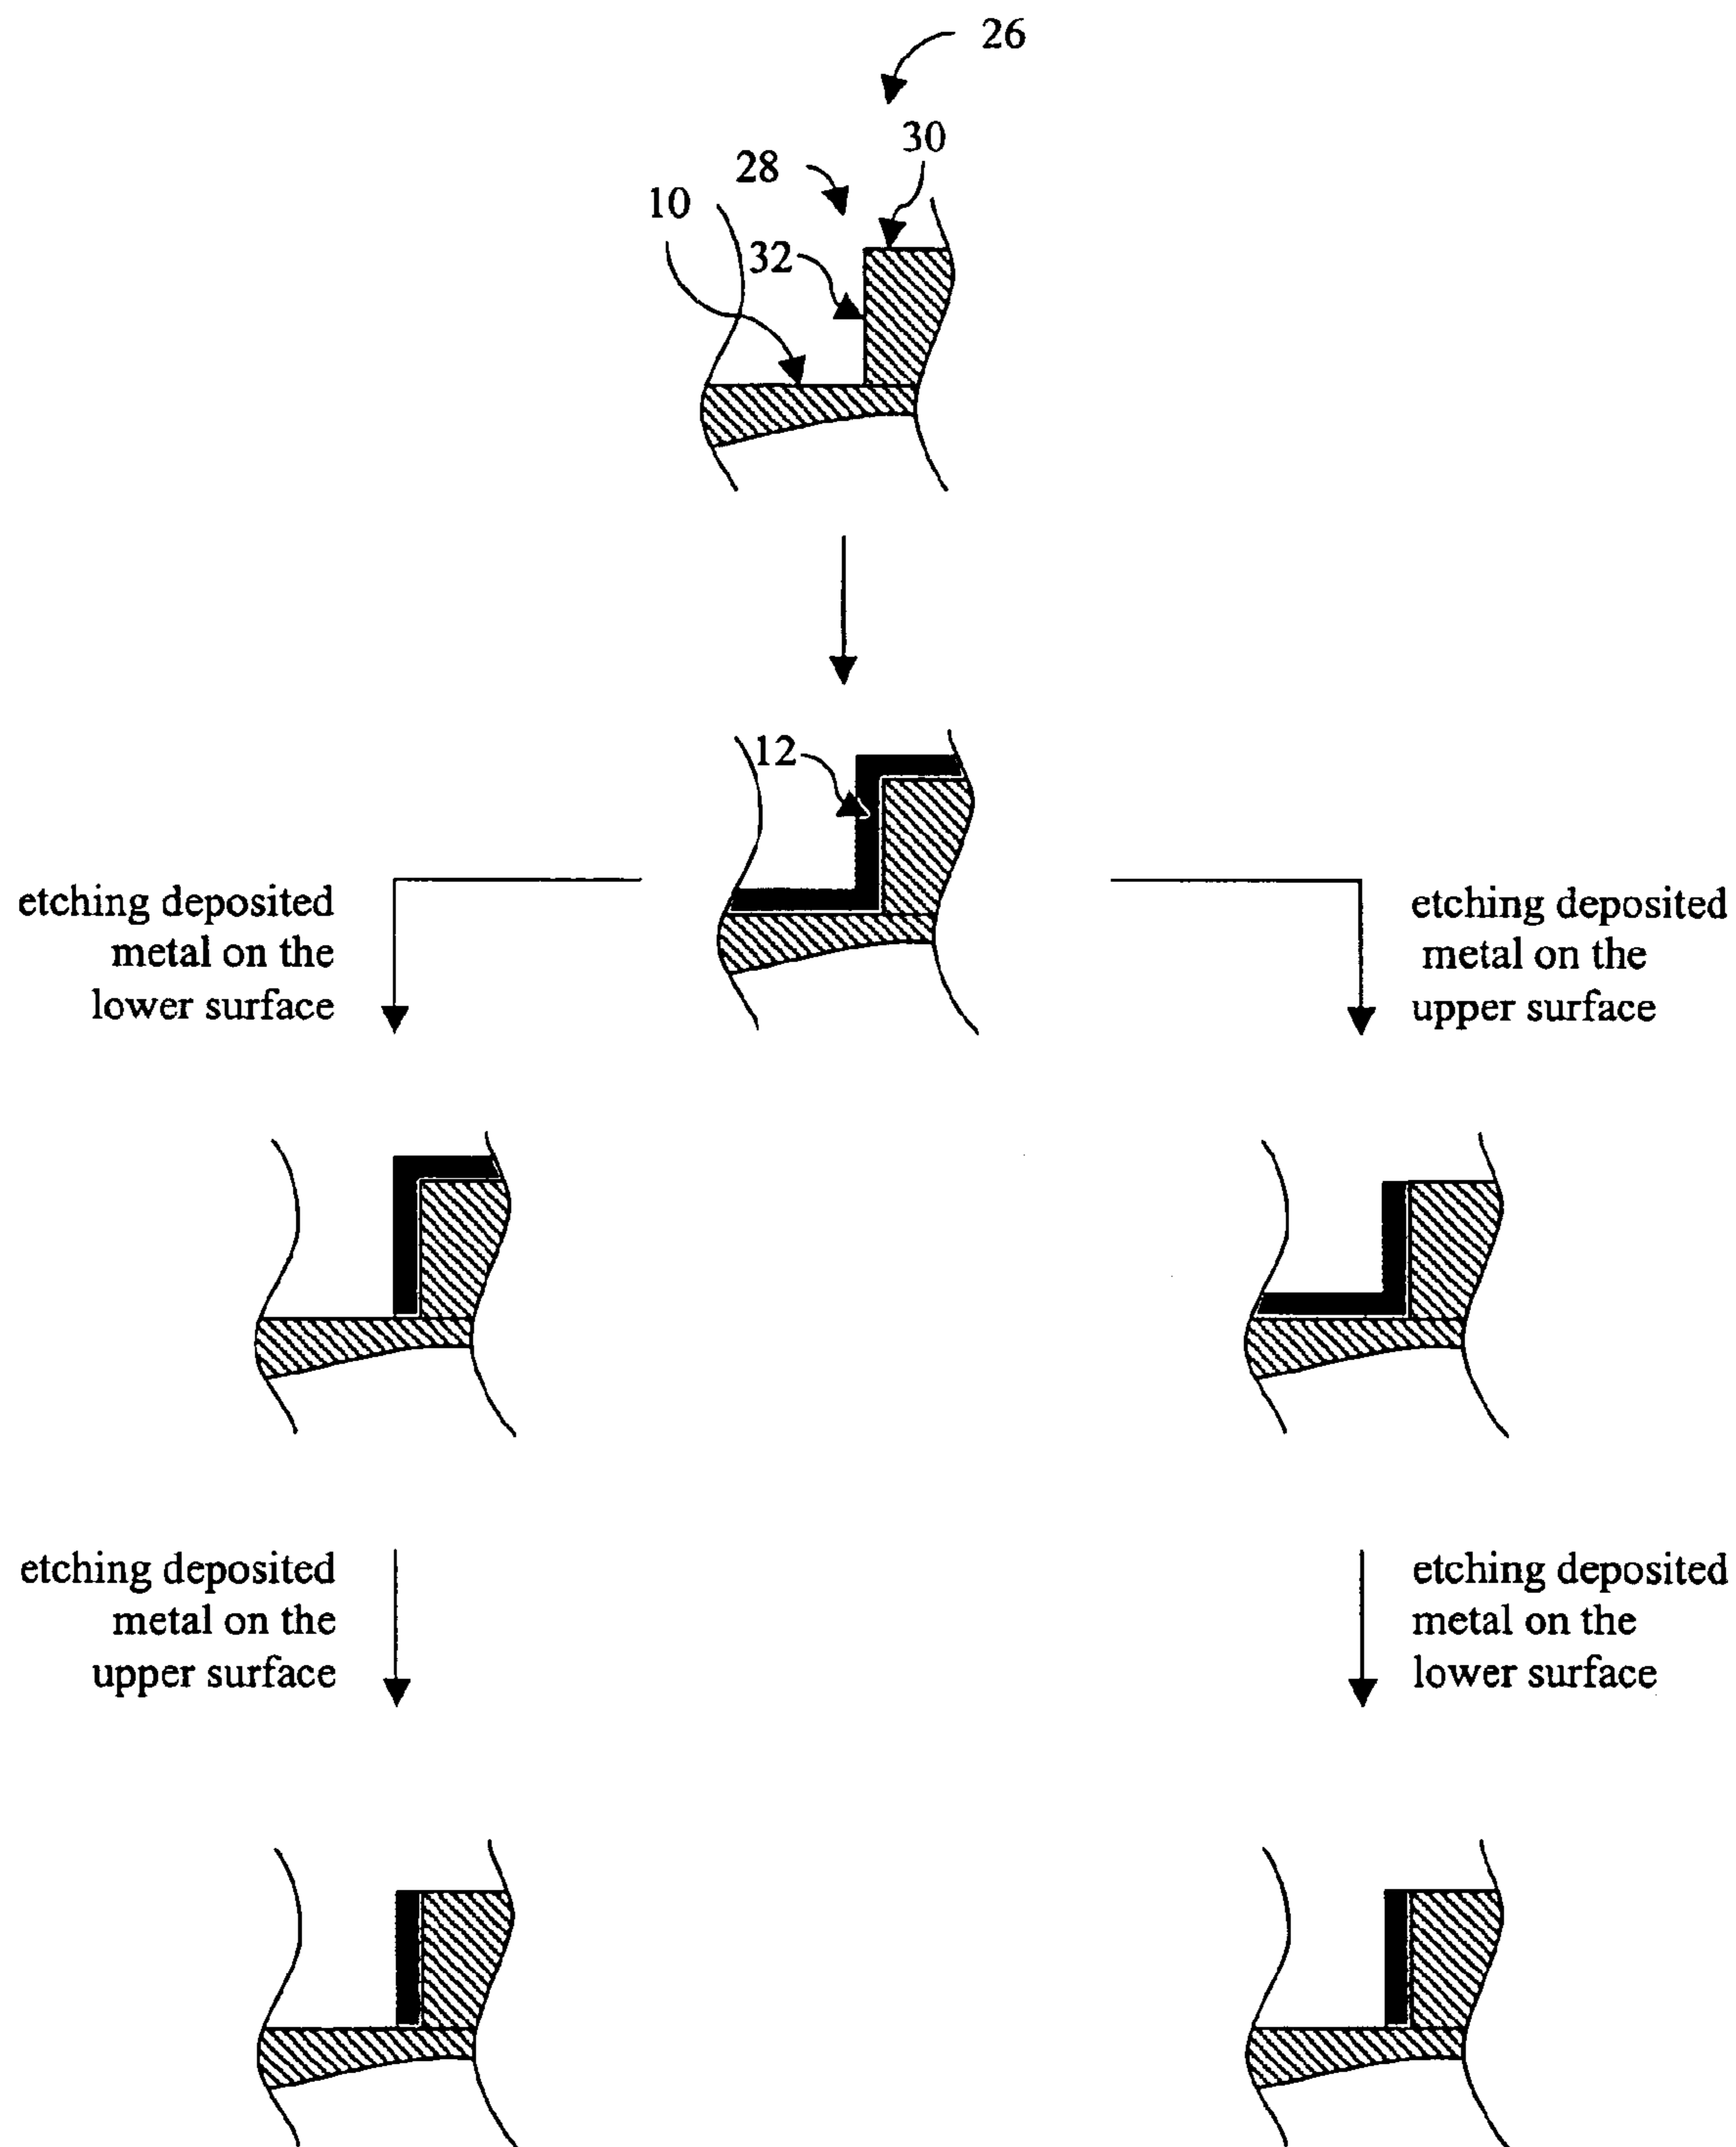 26
30
28
10
32
12
etching deposited
metal on the
lower surface
etching deposited
metal on the
upper surface
etching deposited
metal on the
upper surface
etching deposited
metal on the
lower surface